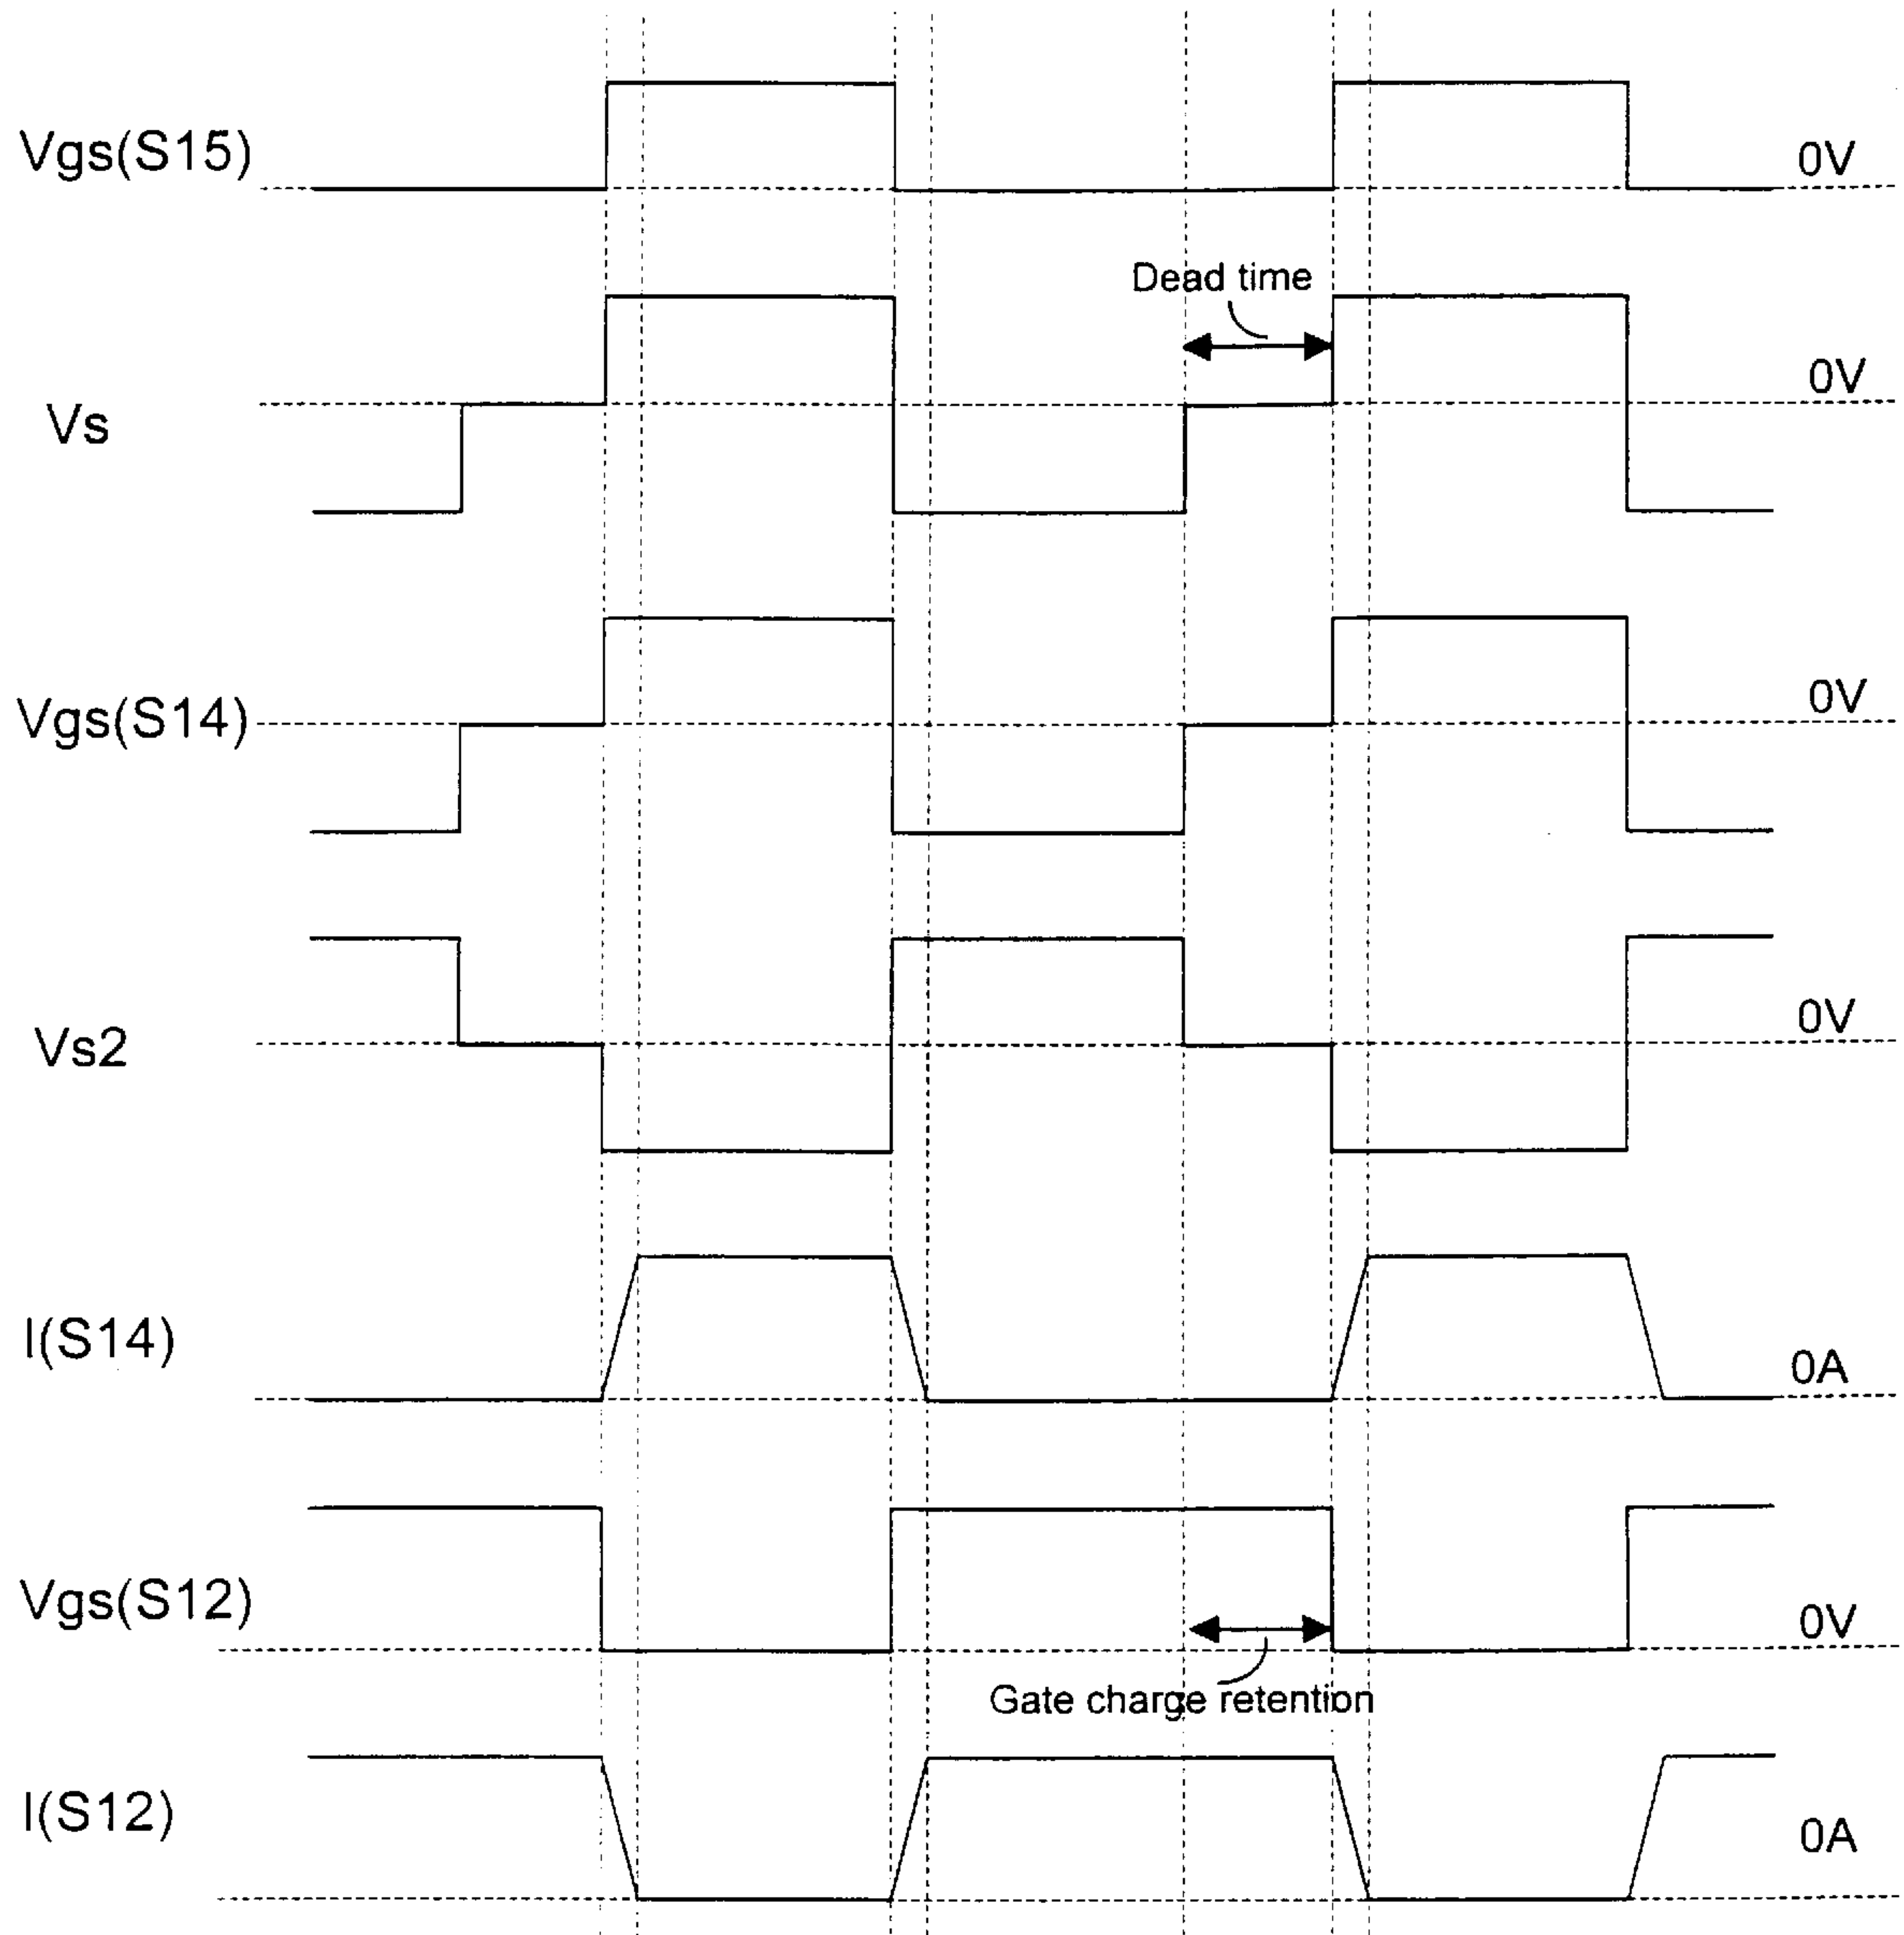 Vgs(S15)
0V
Dead time
0V
Vs
0V
Vgs(S14)
0V
Vs2
I(S14)
0A
Vgs(S12)
0V
Gate charge retention
I(S12)
0A